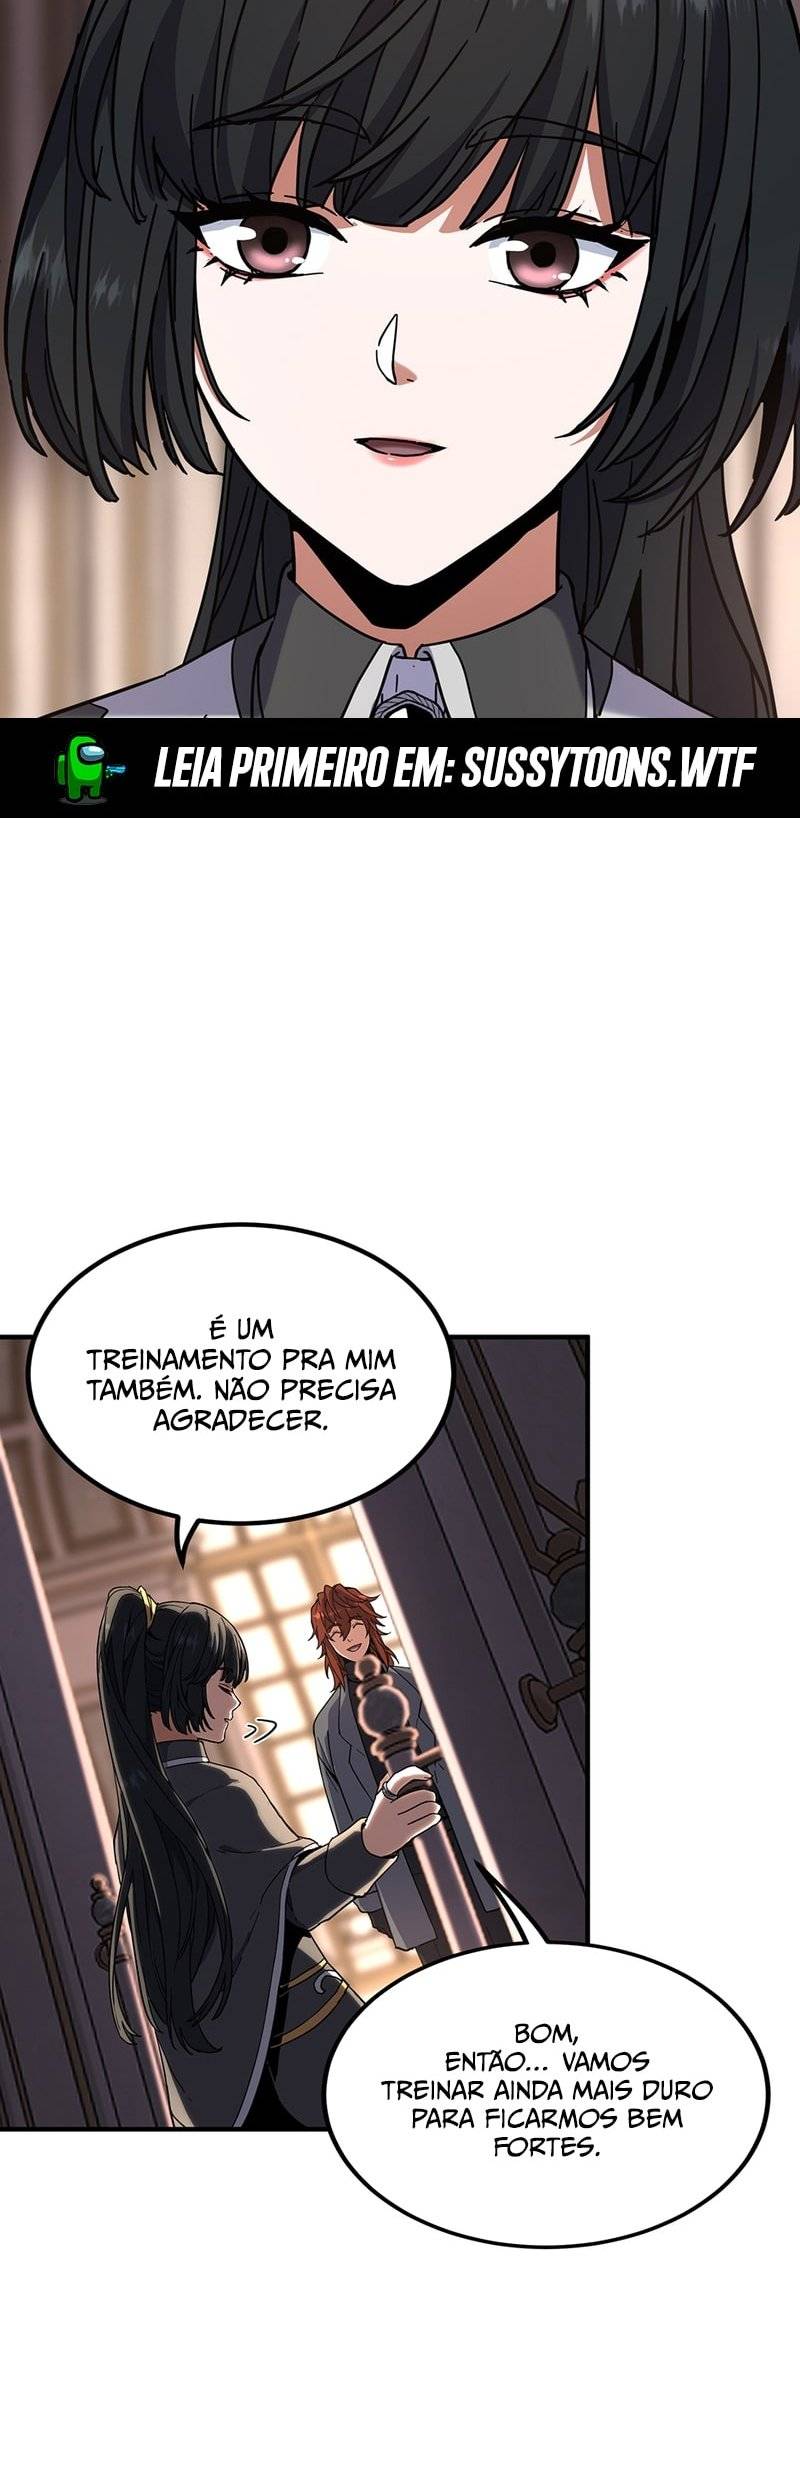 LEIA PRIMEIRO EM: SUSSYTOONS.WTF
É UM
TREINAMENTO PRA MIM
TAMBÉM. NÃO PRECISA
AGRADECER.
BOM,
ENTÃO... VAMOS
TREINAR AINDA MAIS DURO
PARA FICARMOS BEM
FORTES.